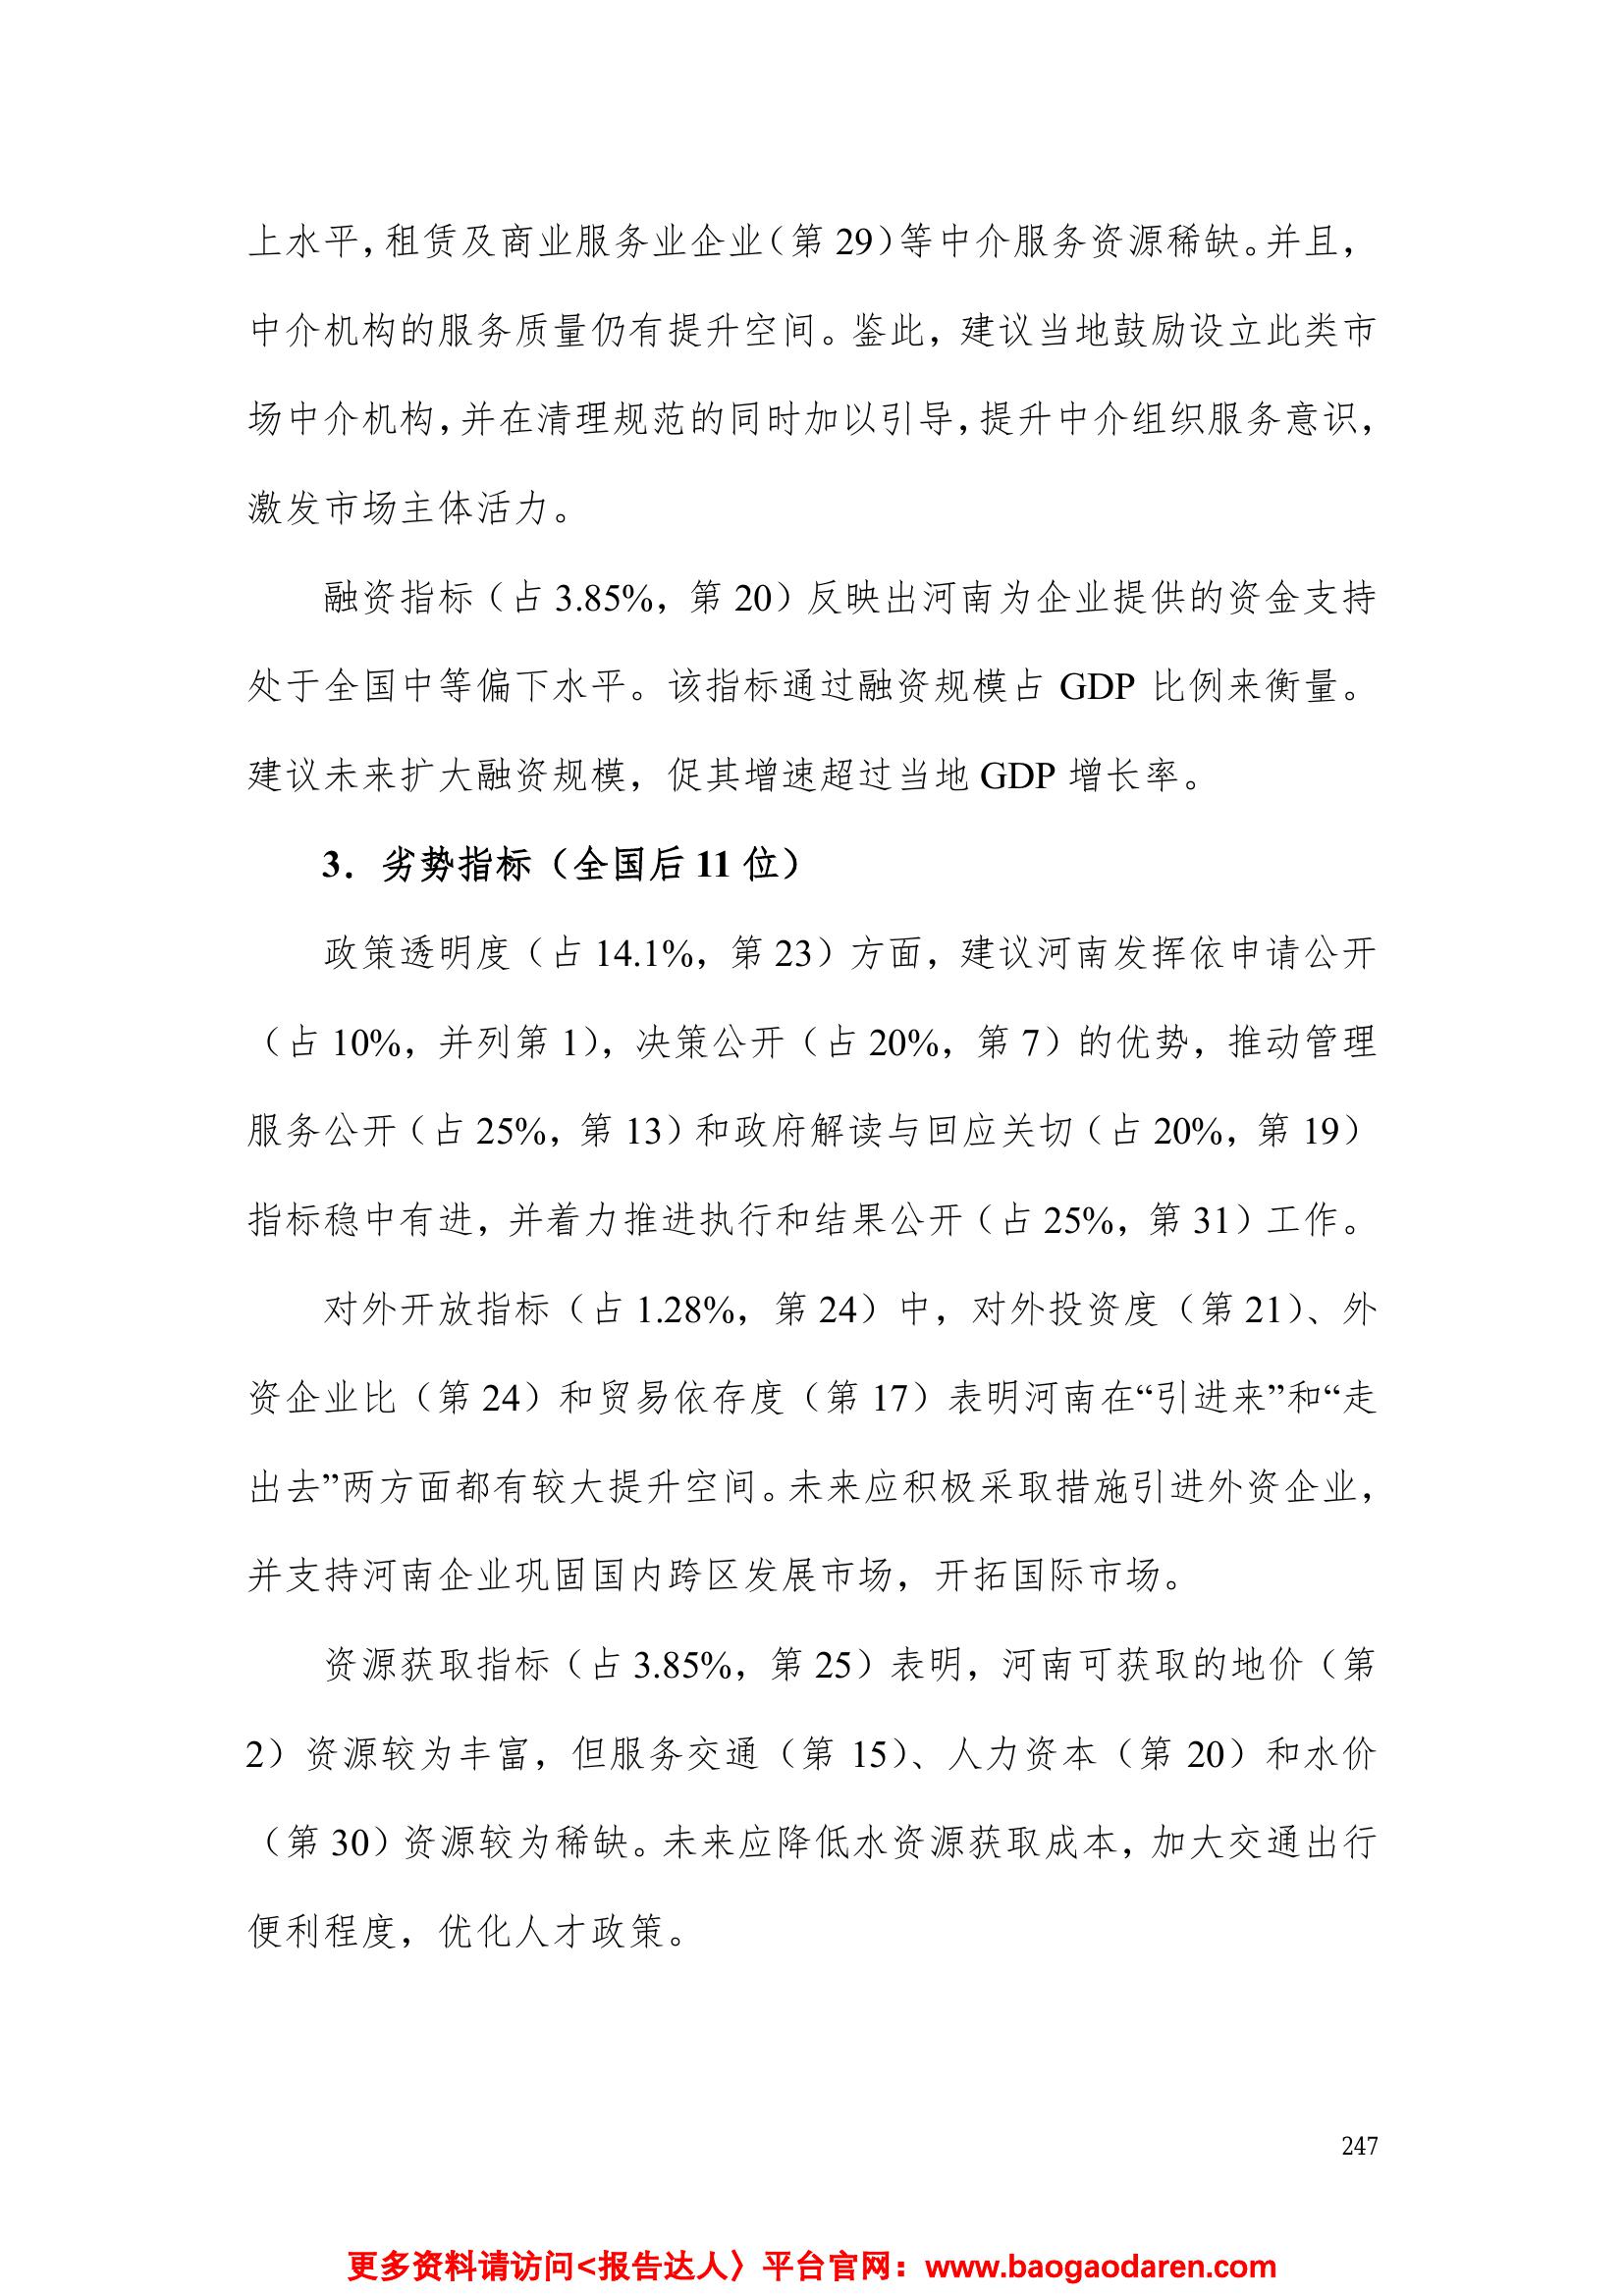 上水平，租赁及商业服务业企业（第 29）等中介服务资源稀缺。并且，
中介机构的服务质量仍有提升空间。鉴此，建议当地鼓励设立此类市
场中介机构，并在清理规范的同时加以引导，提升中介组织服务意识，
激发市场主体活力。
融资指标（占 3.85%，第 20）反映出河南为企业提供的资金支持
处于全国中等偏下水平。该指标通过融资规模占 GDP 比例来衡量。
建议未来扩大融资规模，促其增速超过当地 GDP 增长率。
3．劣势指标（全国后 11 位）
政策透明度（占 14.1%，第 23）方面，建议河南发挥依申请公开
（占 10%，并列第 1），决策公开（占 20%，第 7）的优势，推动管理
服务公开（占 25%，第 13）和政府解读与回应关切（占 20%，第 19）
指标稳中有进，并着力推进执行和结果公开（占 25%，第 31）工作。
对外开放指标（占 1.28%，第 24）中，对外投资度（第 21）、外
资企业比（第 24）和贸易依存度（第 17）表明河南在“引进来”和“走
出去”两方面都有较大提升空间。未来应积极采取措施引进外资企业，
并支持河南企业巩固国内跨区发展市场，开拓国际市场。
资源获取指标（占 3.85%，第 25）表明，河南可获取的地价（第
2）资源较为丰富，但服务交通（第 15）、人力资本（第 20）和水价
（第 30）资源较为稀缺。未来应降低水资源获取成本，加大交通出行
便利程度，优化人才政策。
247
更多资料请访问<报告达人〉平台官网：www.baogaodaren.com